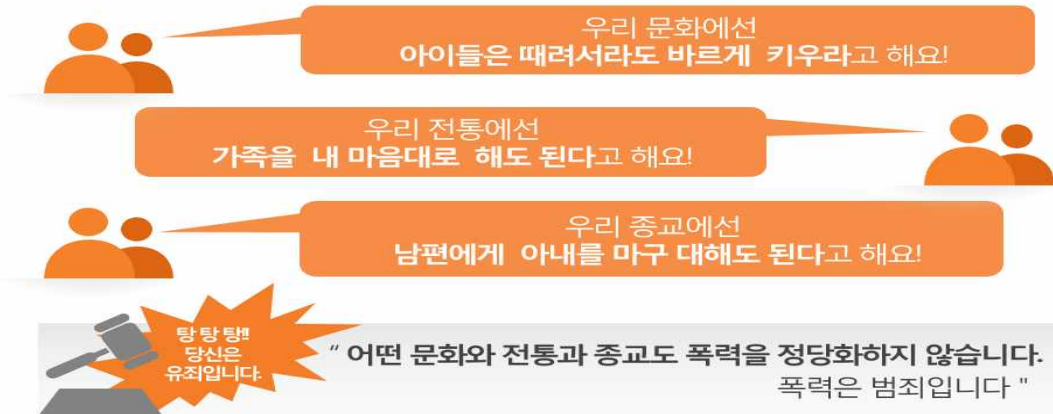 우리 문화에선
아이들은 때려서라도 바르게 키우라고 해요!
우리 전통에선
가족을 내 마음대로 해도 된다고 해요!
우리 종교에선
남편에게 아내를 마구 대해도 된다고 해요!
탕 탕 탕!!
당신은
유죄입니다.
“ 어떤 문화와 전통과 종교도 폭력을 정당화하지 않습니다.
폭력은 범죄입니다 "